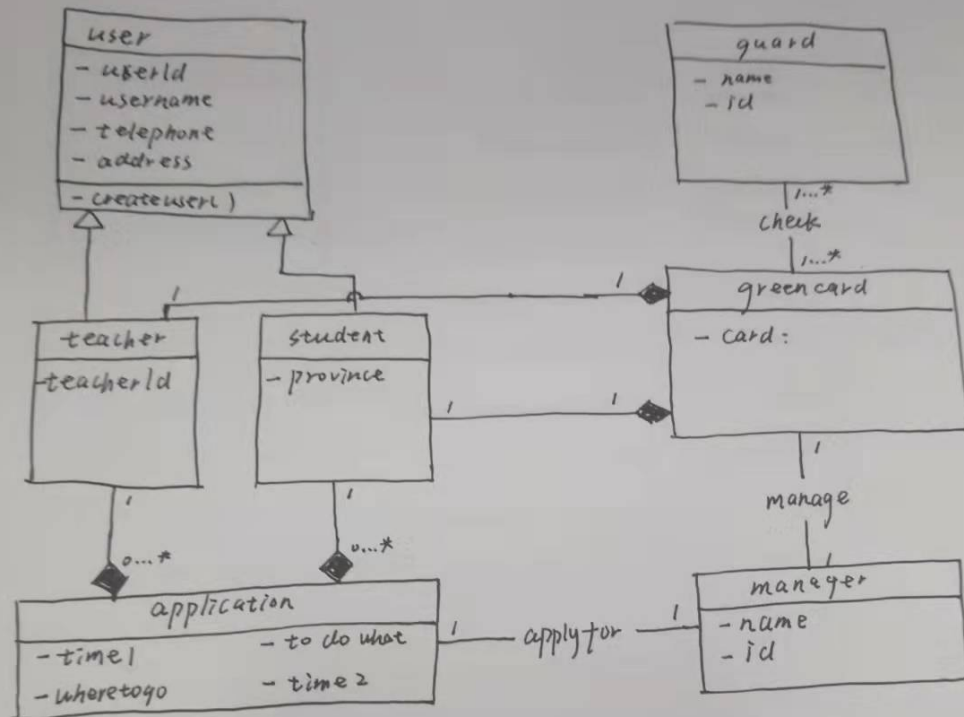 user
- userId
- username
- telephone
- address
- createuser()
guard
- name
- id
1...*
check
1...*
greencard
- card:
1
1
teacher
- teacherId
student
- province
1
1
1
manage
1
1
0...*
1
0...*
application
- time1
- to do what
- wheretogo
- time2
1
applyfor
1
manager
- name
- id